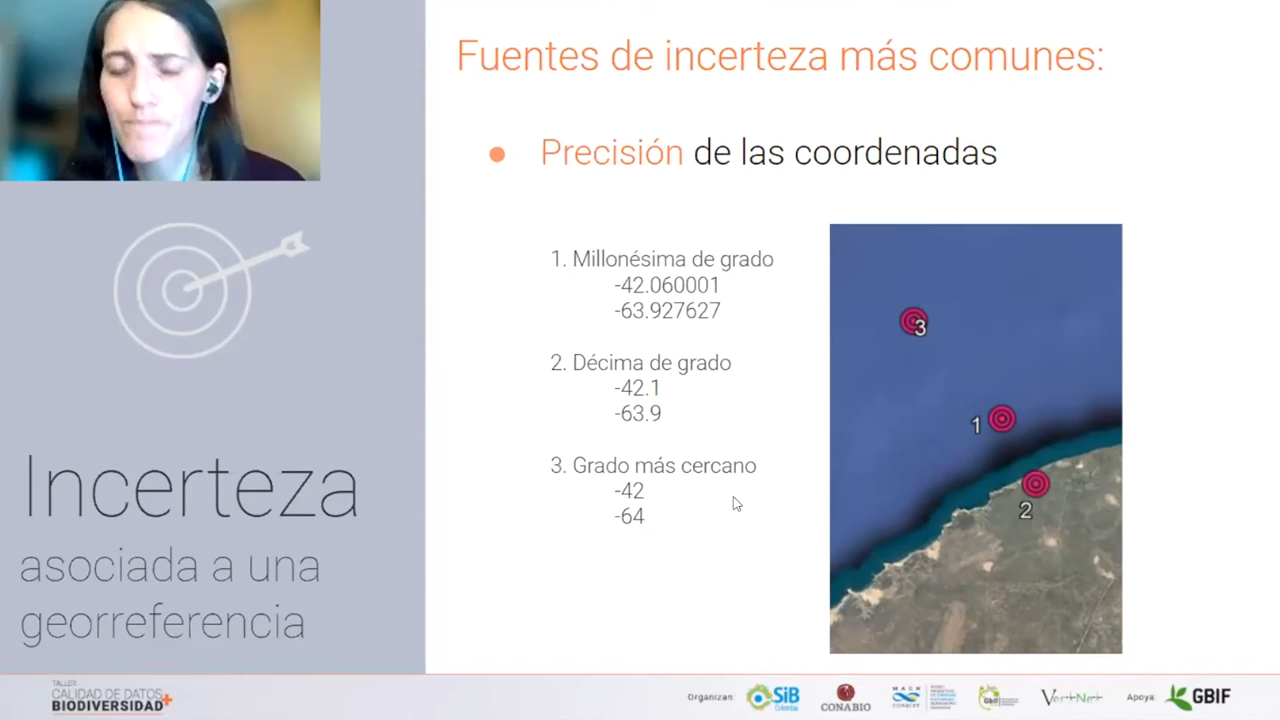 Fuentes de incerteza más comunes:
● Precisión de las coordenadas
1. Millonésima de grado
-42.060001
-63.927627
2. Décima de grado
-42.1
-63.9
3. Grado más cercano
-42
-64
3
1
2
Incerteza
asociada a una
georreferencia
TALLER
CALIDAD DE DATOS
BIODIVERSIDAD+
Organizan:
SiB
Colombia
CONABIO
MACN
CONICET
VertNet
Apoya:
GBIF